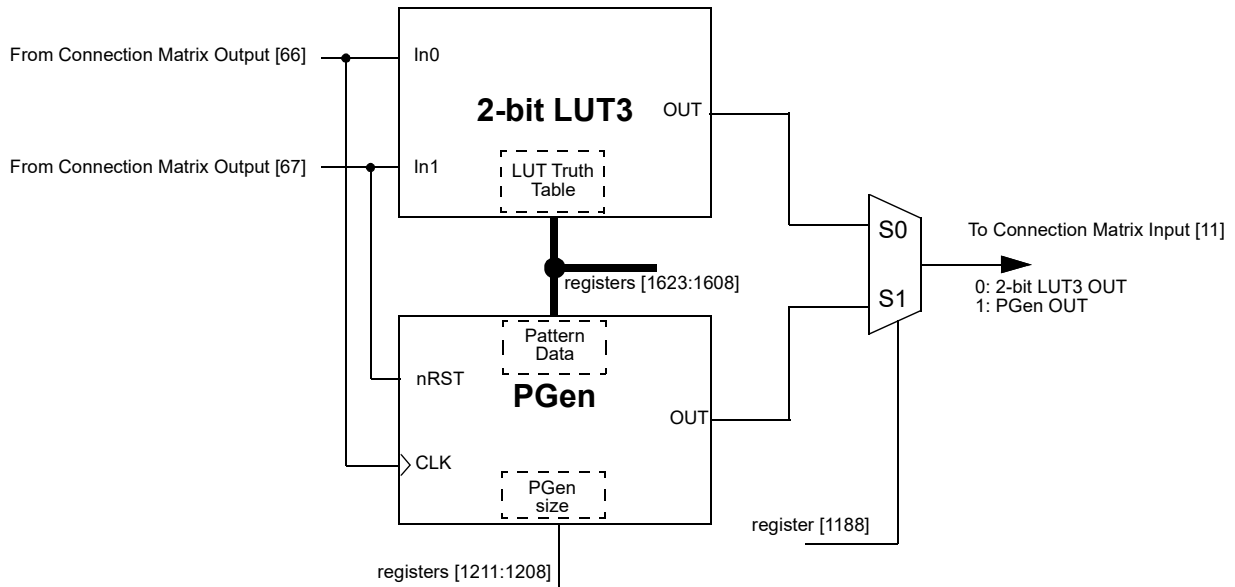 From Connection Matrix Output [66]
In0
2-bit LUT3
OUT
From Connection Matrix Output [67]
In1
LUT Truth
Table
S0
To Connection Matrix Input [11]
registers [1623:1608]
0: 2-bit LUT3 OUT
S1
1: PGen OUT
Pattern
Data
nRST
PGen
OUT
CLK
PGen
size
register [1188]
registers [1211:1208]